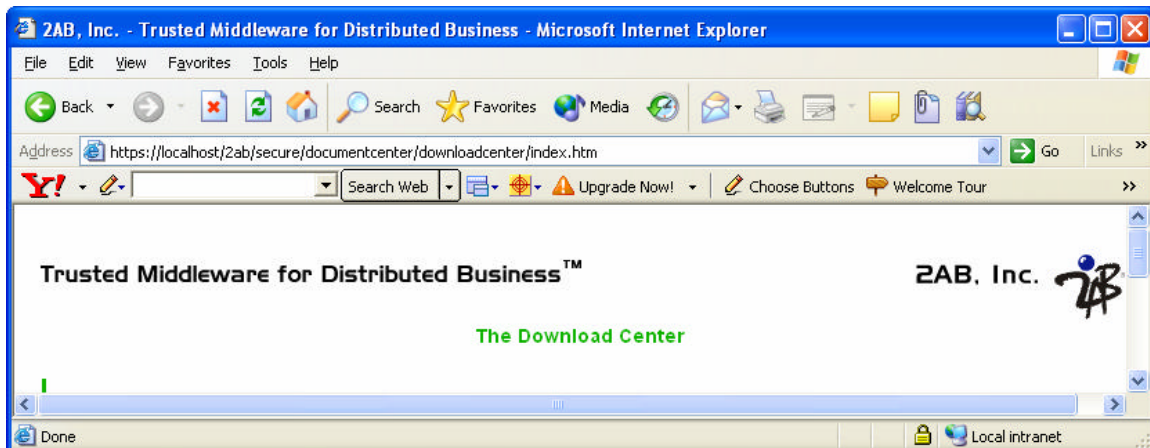 2AB, Inc. - Trusted Middleware for Distributed Business - Microsoft Internet Explorer
File Edit View Favorites Tools Help
Back Search Favorites Media
Address https://localhost/2ab/secure/documentcenter/downloadcenter/index.htm Go Links »
Y! Search Web Upgrade Now! Choose Buttons Welcome Tour »
Trusted Middleware for Distributed Business™ 2AB, Inc. 2AB
The Download Center
Done Local intranet